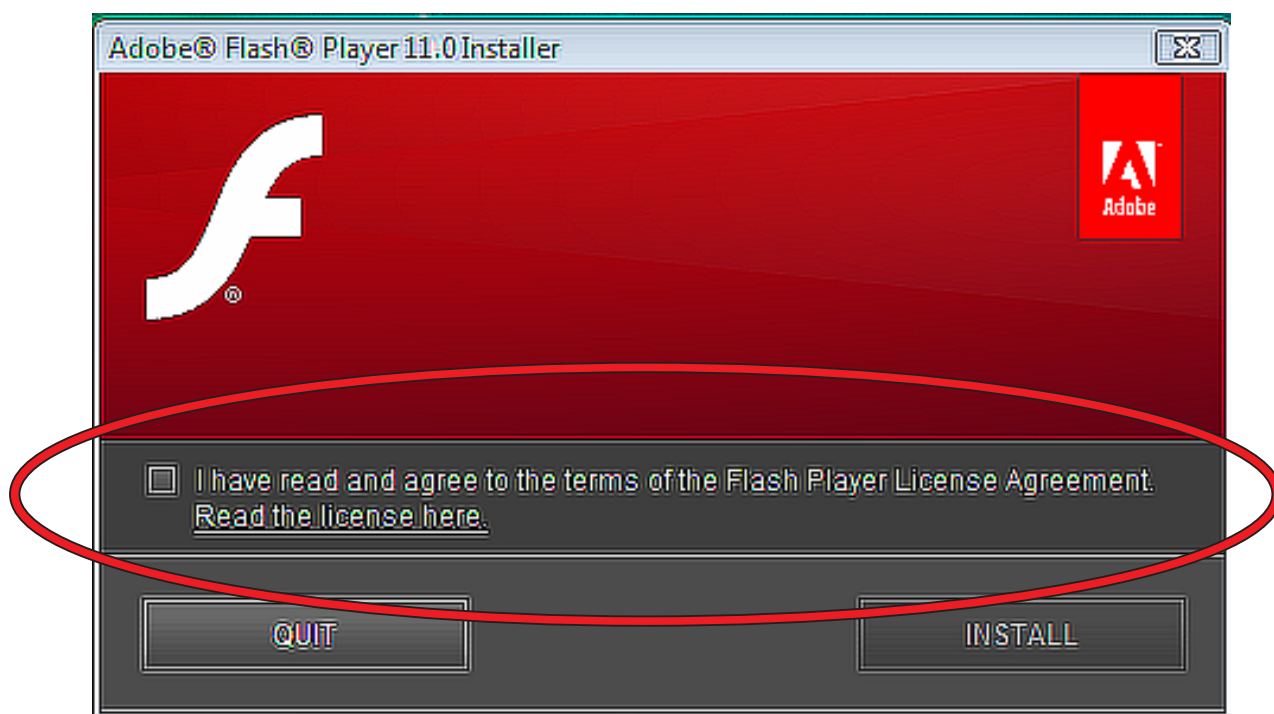 Adobe® Flash® Player 11.0 Installer
®
Adobe™
I have read and agree to the terms of the Flash Player License Agreement.
Read the license here.
QUIT
INSTALL